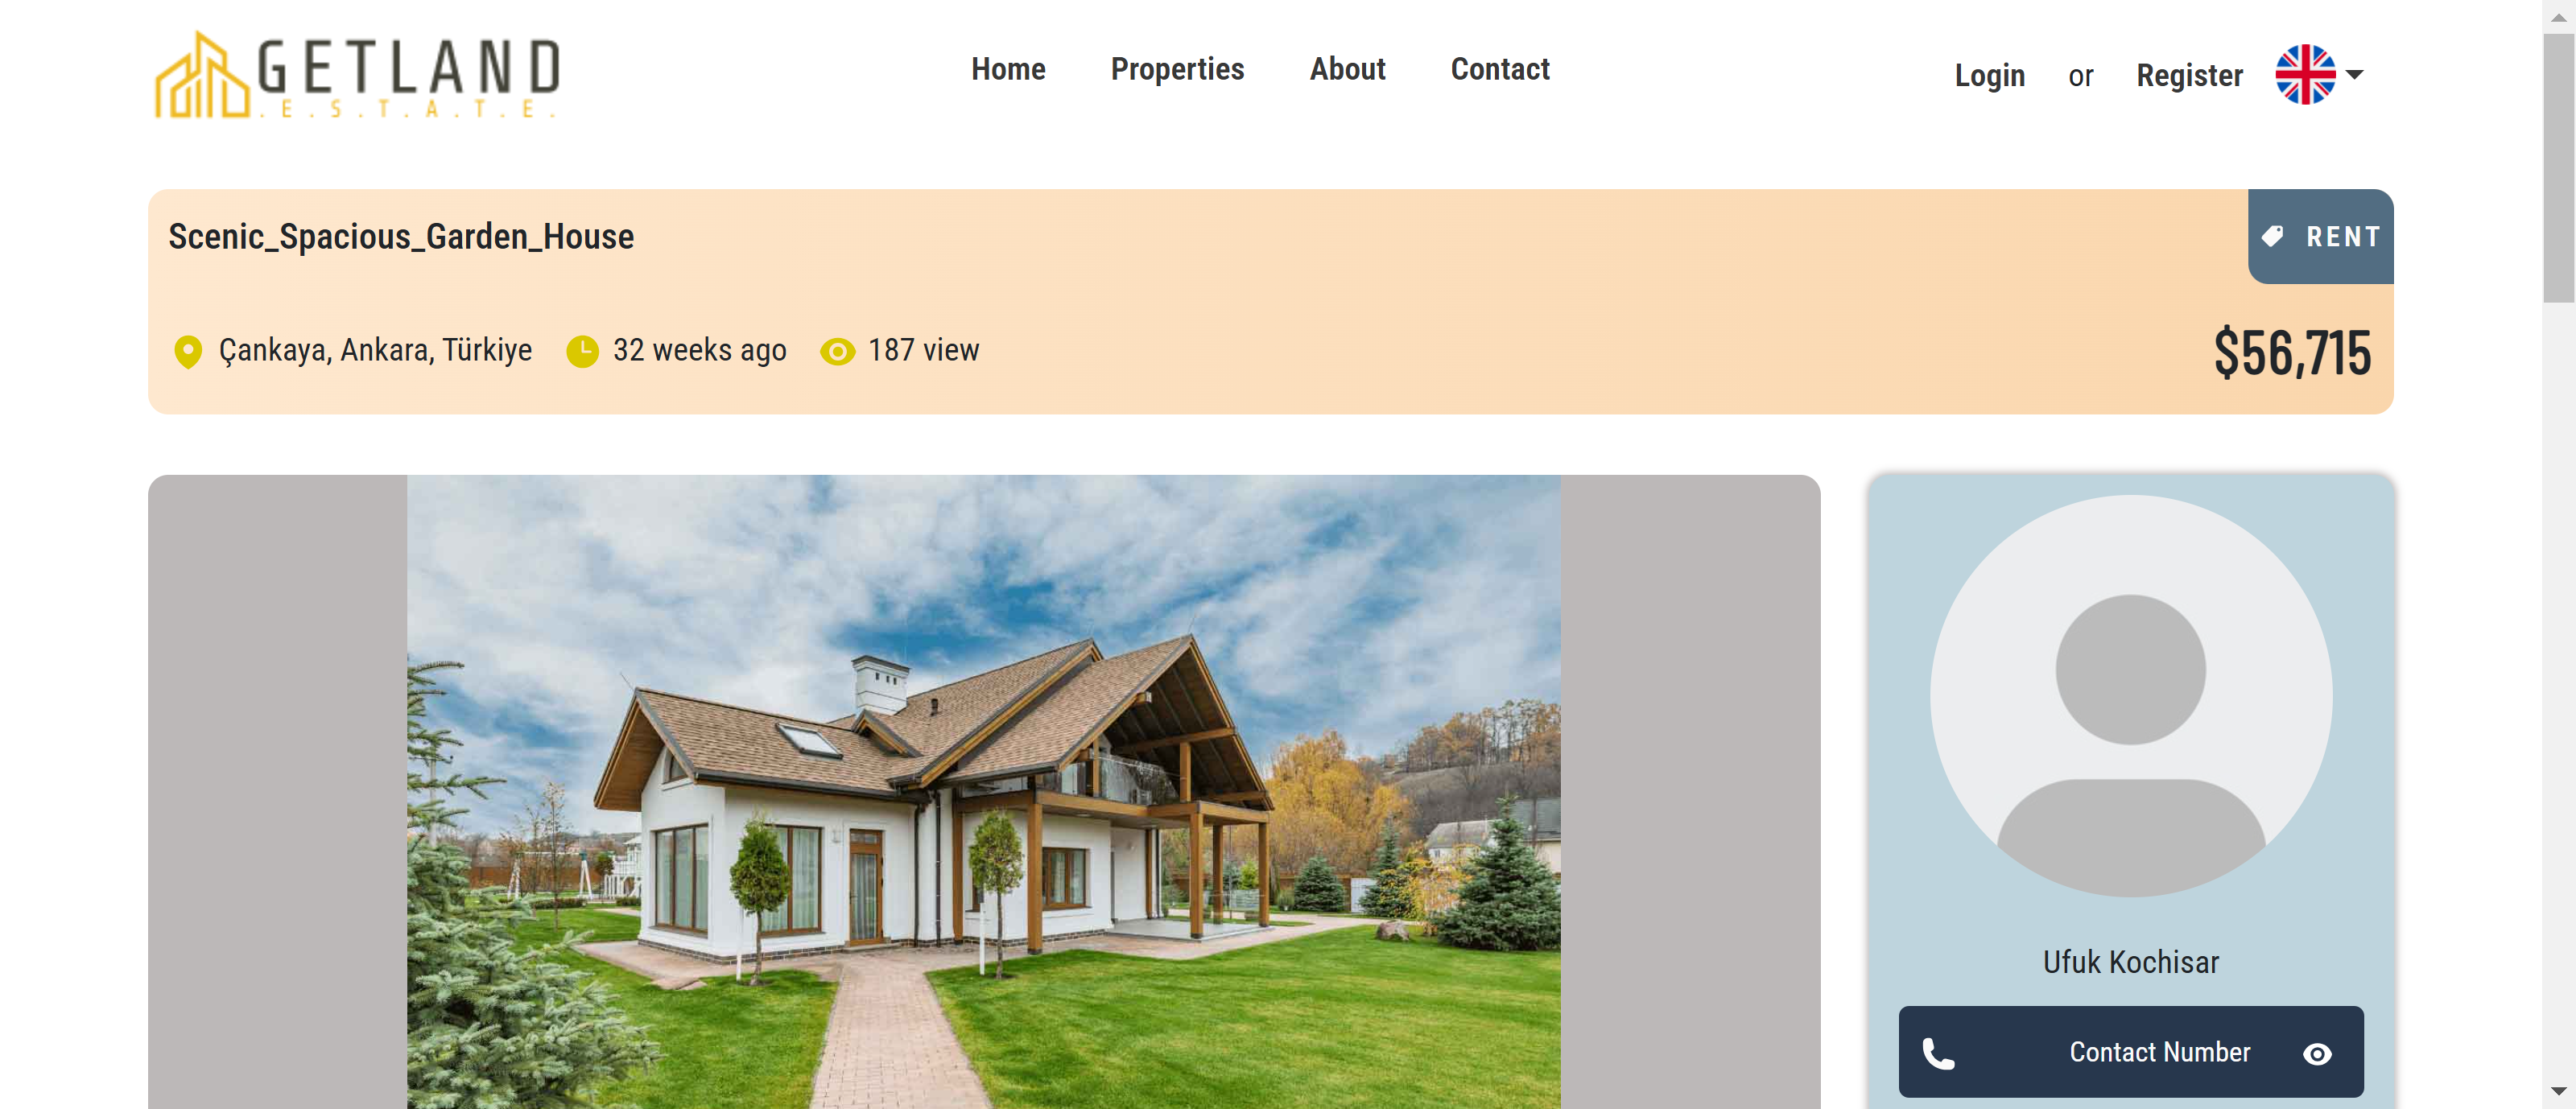 GETLAND
.E.S.T.A.T.E.
Home Properties About Contact
Login or Register
Scenic_Spacious_Garden_House
RENT
Çankaya, Ankara, Türkiye 32 weeks ago 187 view
$56,715
Ufuk Kochisar
Contact Number